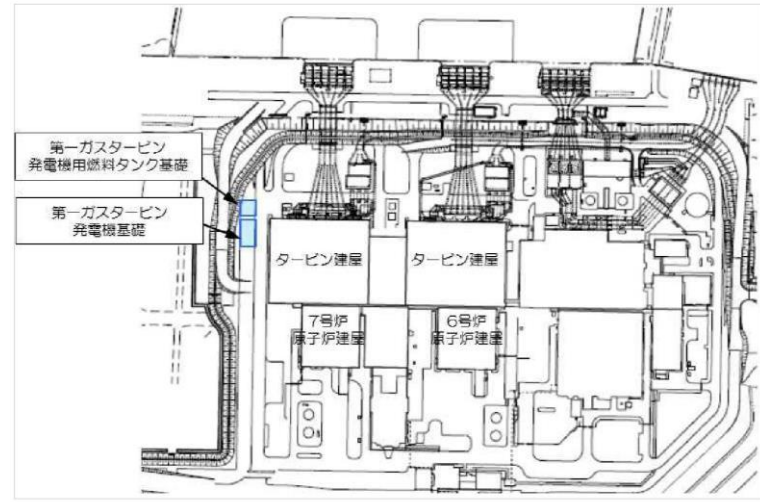 第一ガスタービン
発電機用燃料タンク基礎
第一ガスタービン
発電機基礎
タービン建屋
タービン建屋
7号炉
原子炉建屋
6号炉
原子炉建屋